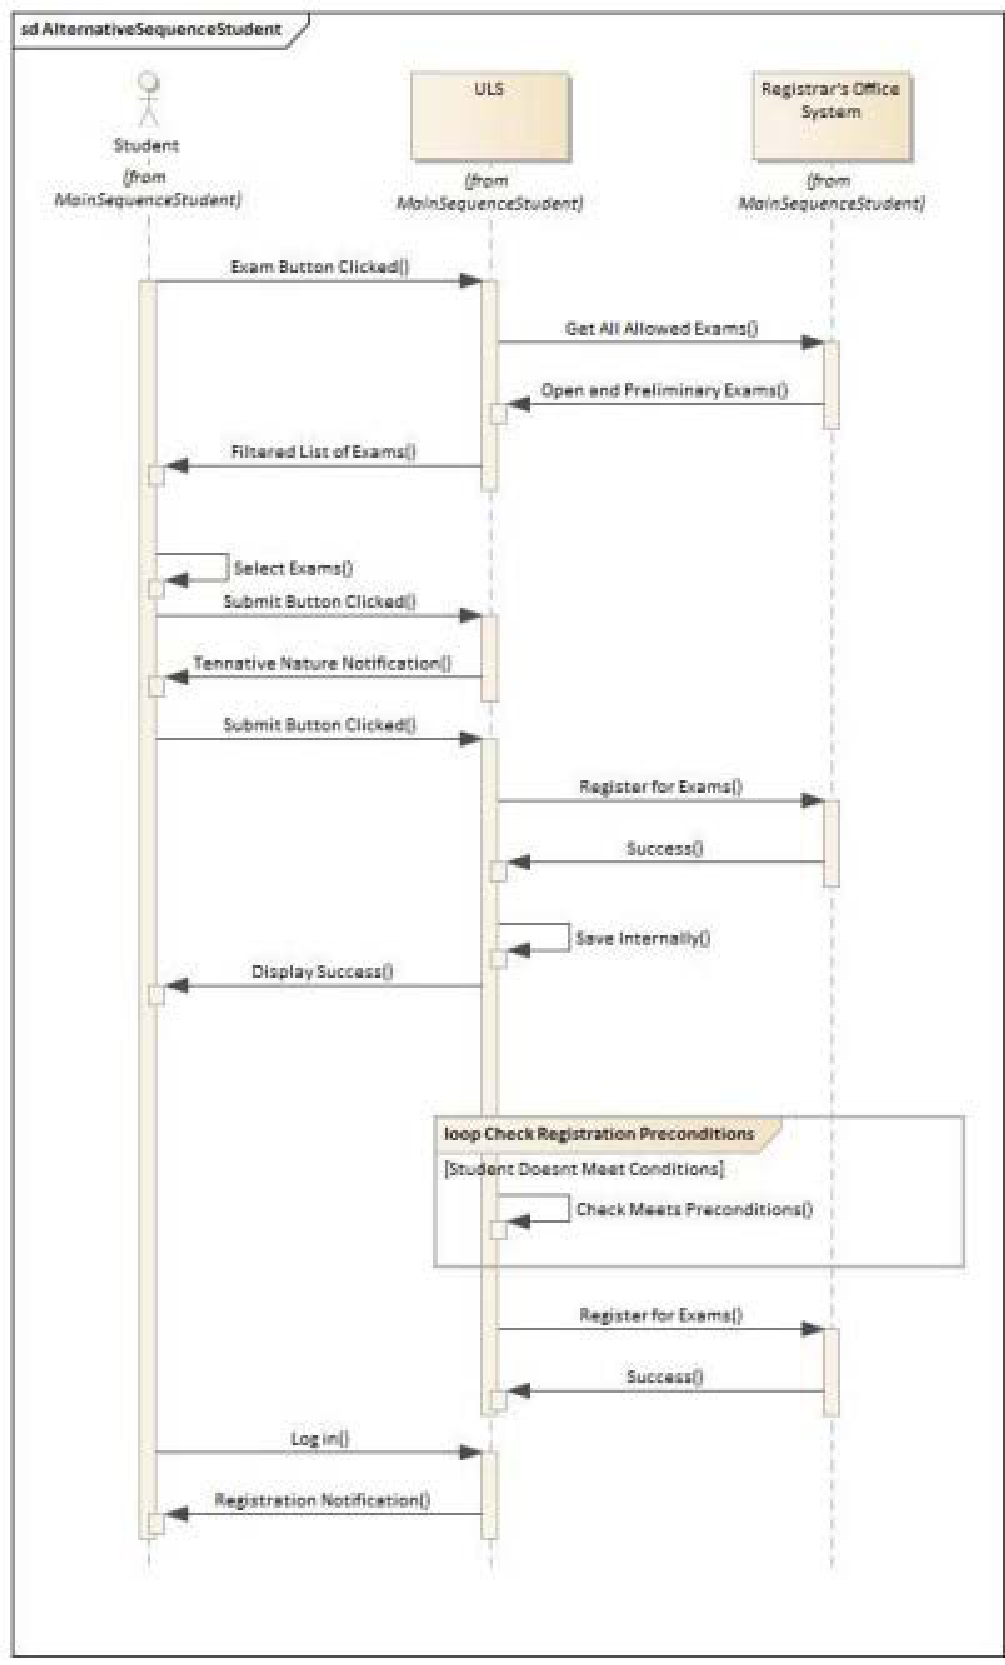 sd AlternativeSequenceStudent
Student
(from
MainSequenceStudent)
ULS
(from
MainSequenceStudent)
Registrar's Office
System
(from
MainSequenceStudent)
Exam Button Clicked()
Get All Allowed Exams()
Open and Preliminary Exams()
Filtered List of Exams()
Select Exams()
Submit Button Clicked()
Tennative Nature Notification()
Submit Button Clicked()
Register for Exams()
Success()
Save Internally()
Display Success()
loop Check Registration Preconditions
[Student Doesnt Meet Conditions]
Check Meets Preconditions()
Register for Exams()
Success()
Log in()
Registration Notification()